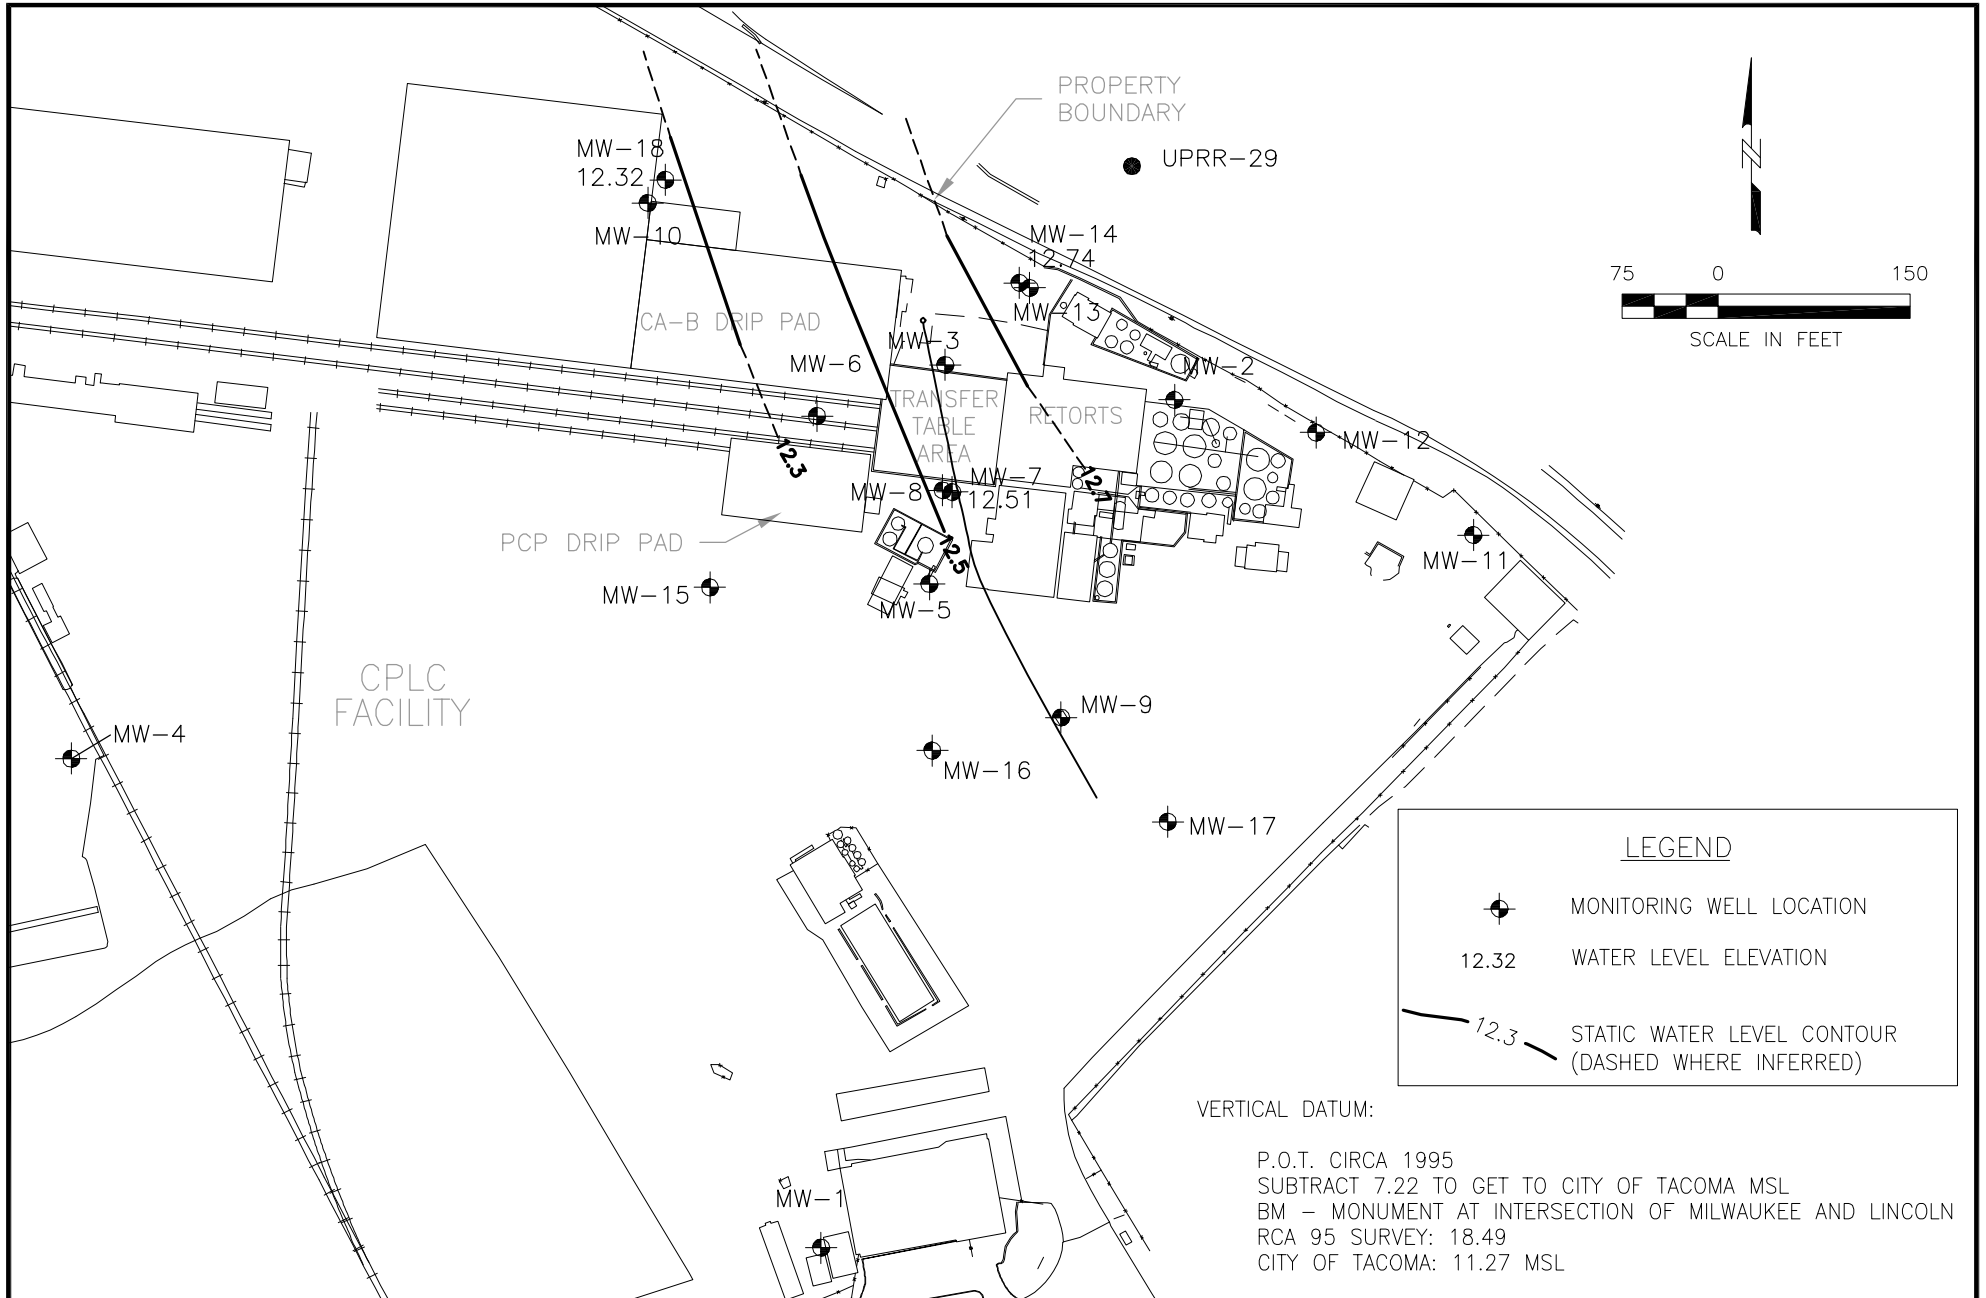 PROPERTY
BOUNDARY
UPRR-29
N
MW-18
12.32
MW-10
MW-14
12.74
MW-13
75 0 150
SCALE IN FEET
CA-B DRIP PAD
MW-3
MW-6
MW-2
TRANSFER
TABLE
AREA
RETORTS
MW-12
12.3
MW-7
12.51
MW-8
12.7
PCP DRIP PAD
12.5
MW-11
MW-15
MW-5
CPLC
FACILITY
MW-4
MW-9
MW-16
MW-17
LEGEND
MONITORING WELL LOCATION
12.32 WATER LEVEL ELEVATION
12.3 STATIC WATER LEVEL CONTOUR
(DASHED WHERE INFERRED)
VERTICAL DATUM:
P.O.T. CIRCA 1995
SUBTRACT 7.22 TO GET TO CITY OF TACOMA MSL
BM - MONUMENT AT INTERSECTION OF MILWAUKEE AND LINCOLN
RCA 95 SURVEY: 18.49
CITY OF TACOMA: 11.27 MSL
MW-1